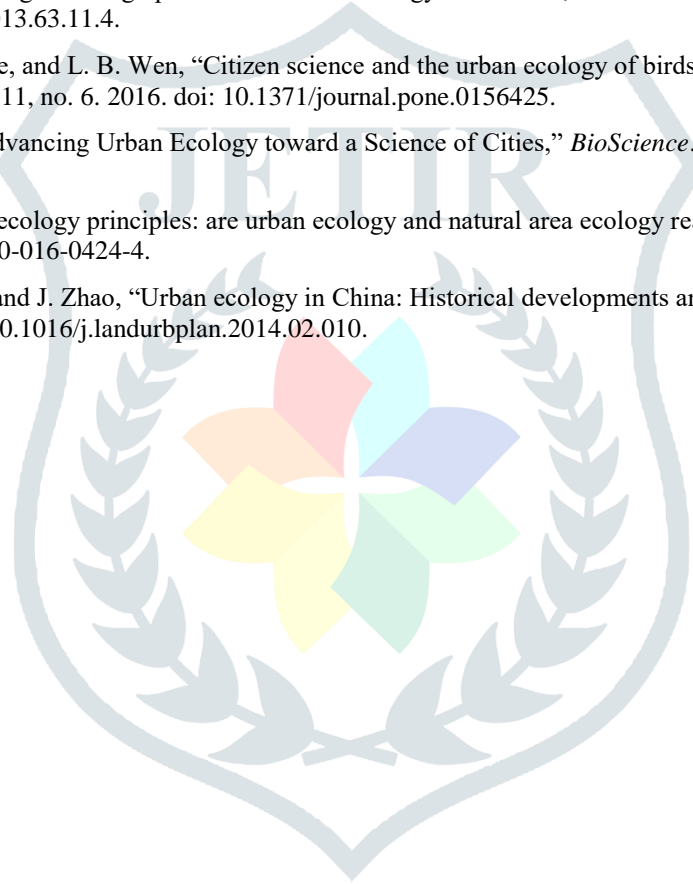 013.63.11.4.
e, and L. B. Wen, “Citizen science and the urban ecology of birds
11, no. 6. 2016. doi: 10.1371/journal.pone.0156425.
dvancing Urban Ecology toward a Science of Cities,” BioScience.
JETIR
ecology principles: are urban ecology and natural area ecology re
0-016-0424-4.
and J. Zhao, “Urban ecology in China: Historical developments a
0.1016/j.landurbplan.2014.02.010.